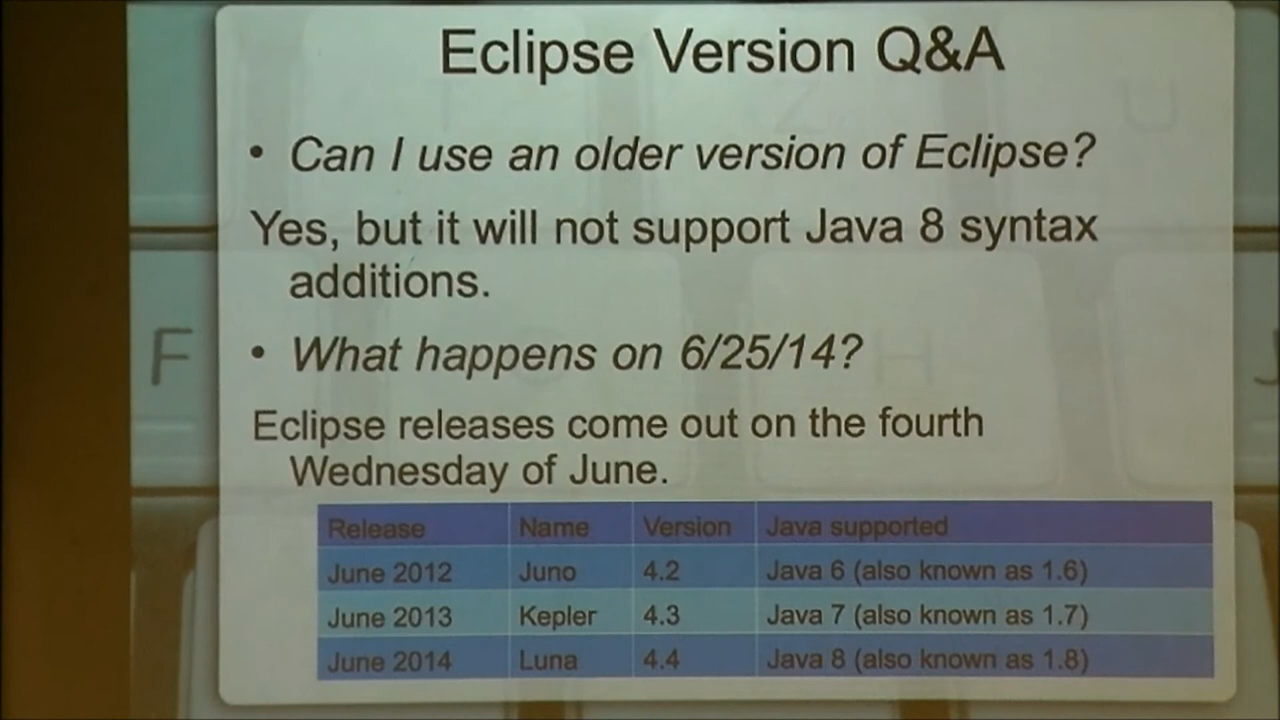 Eclipse Version Q&A
• Can I use an older version of Eclipse?
Yes, but it will not support Java 8 syntax
additions.
• What happens on 6/25/14?
Eclipse releases come out on the fourth
Wednesday of June.
Release Name Version Java supported
June 2012 Juno 4.2 Java 6 (also known as 1.6)
June 2013 Kepler 4.3 Java 7 (also known as 1.7)
June 2014 Luna 4.4 Java 8 (also known as 1.8)
F
Z
U
H
J